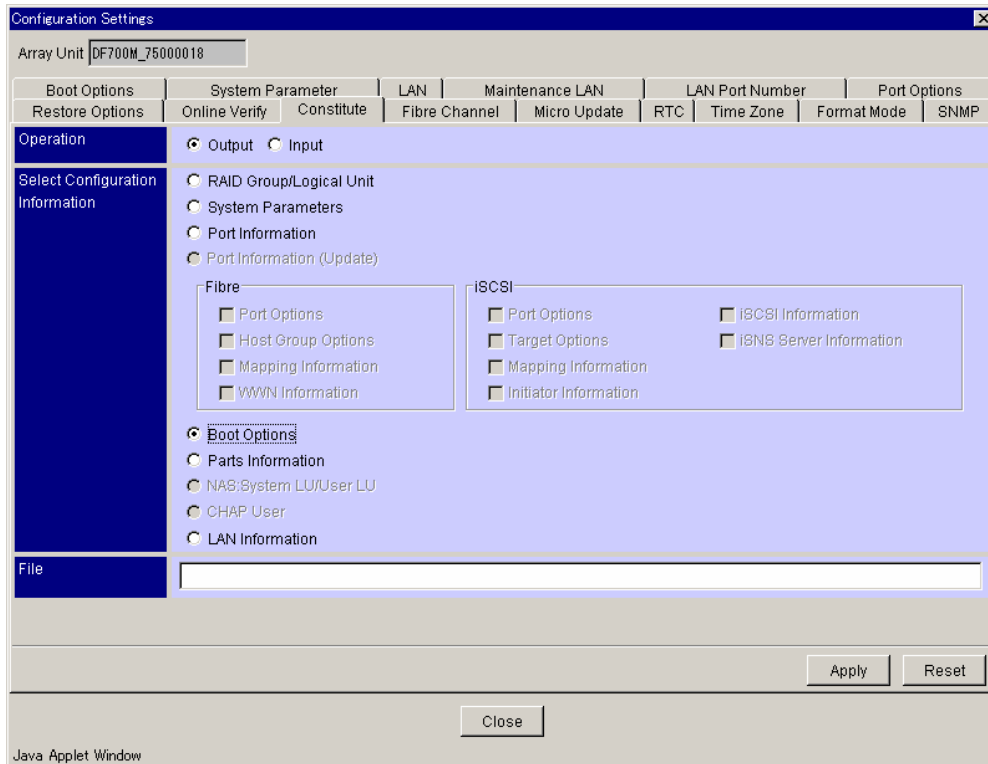 Configuration Settings
Array Unit DF700M_75000018
Boot Options System Parameter LAN Maintenance LAN LAN Port Number Port Options
Restore Options Online Verify Constitute Fibre Channel Micro Update RTC Time Zone Format Mode SNMP
Operation Output Input
Select Configuration Information
RAID Group/Logical Unit
System Parameters
Port Information
Port Information (Update)
Fibre
Port Options
Host Group Options
Mapping Information
WWN Information
iSCSI
Port Options
Target Options
Mapping Information
Initiator Information
iSCSI Information
iSNS Server Information
Boot Options
Parts Information
NAS:System LU/User LU
CHAP User
LAN Information
File
Apply Reset
Close
Java Applet Window